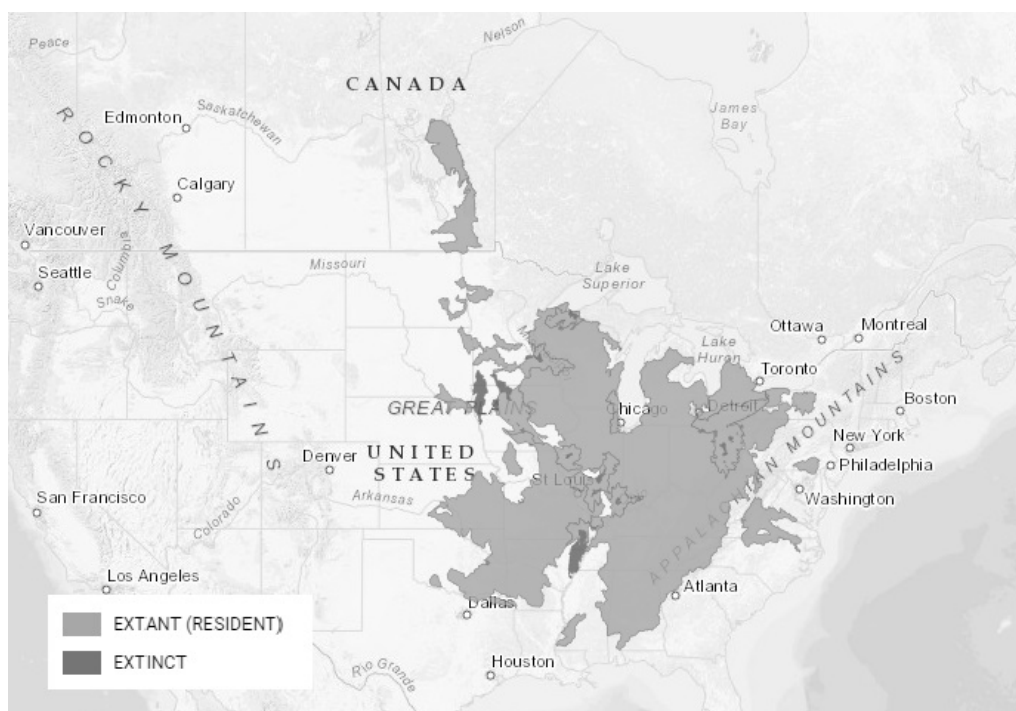 Peace
Nelson
CANADA
James
Bay
Edmonton
Saskatchewan
ROCKY MOUNTAINS
Calgary
Vancouver
Columbia
Seattle
Snake
Missouri
Lake
Superior
Ottawa
Montreal
Lake
Huron
Toronto
GREAT PLAINS
Chicago
Detroit
Boston
APPALACHIAN MOUNTAINS
New York
UNITED
STATES
Denver
St Louis
Philadelphia
San Francisco
Colorado
Arkansas
Washington
Los Angeles
Dallas
Atlanta
EXTANT (RESIDENT)
EXTINCT
Rio Grande
Houston